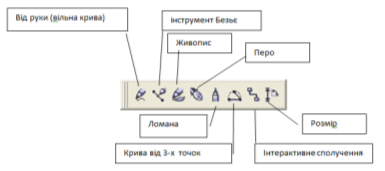 Від руки (вільна крива)
інструмент Безьє
Живопис
Перо
Ломана
Розмір
Крива від 3-х точок
Інтерактивне сполучення